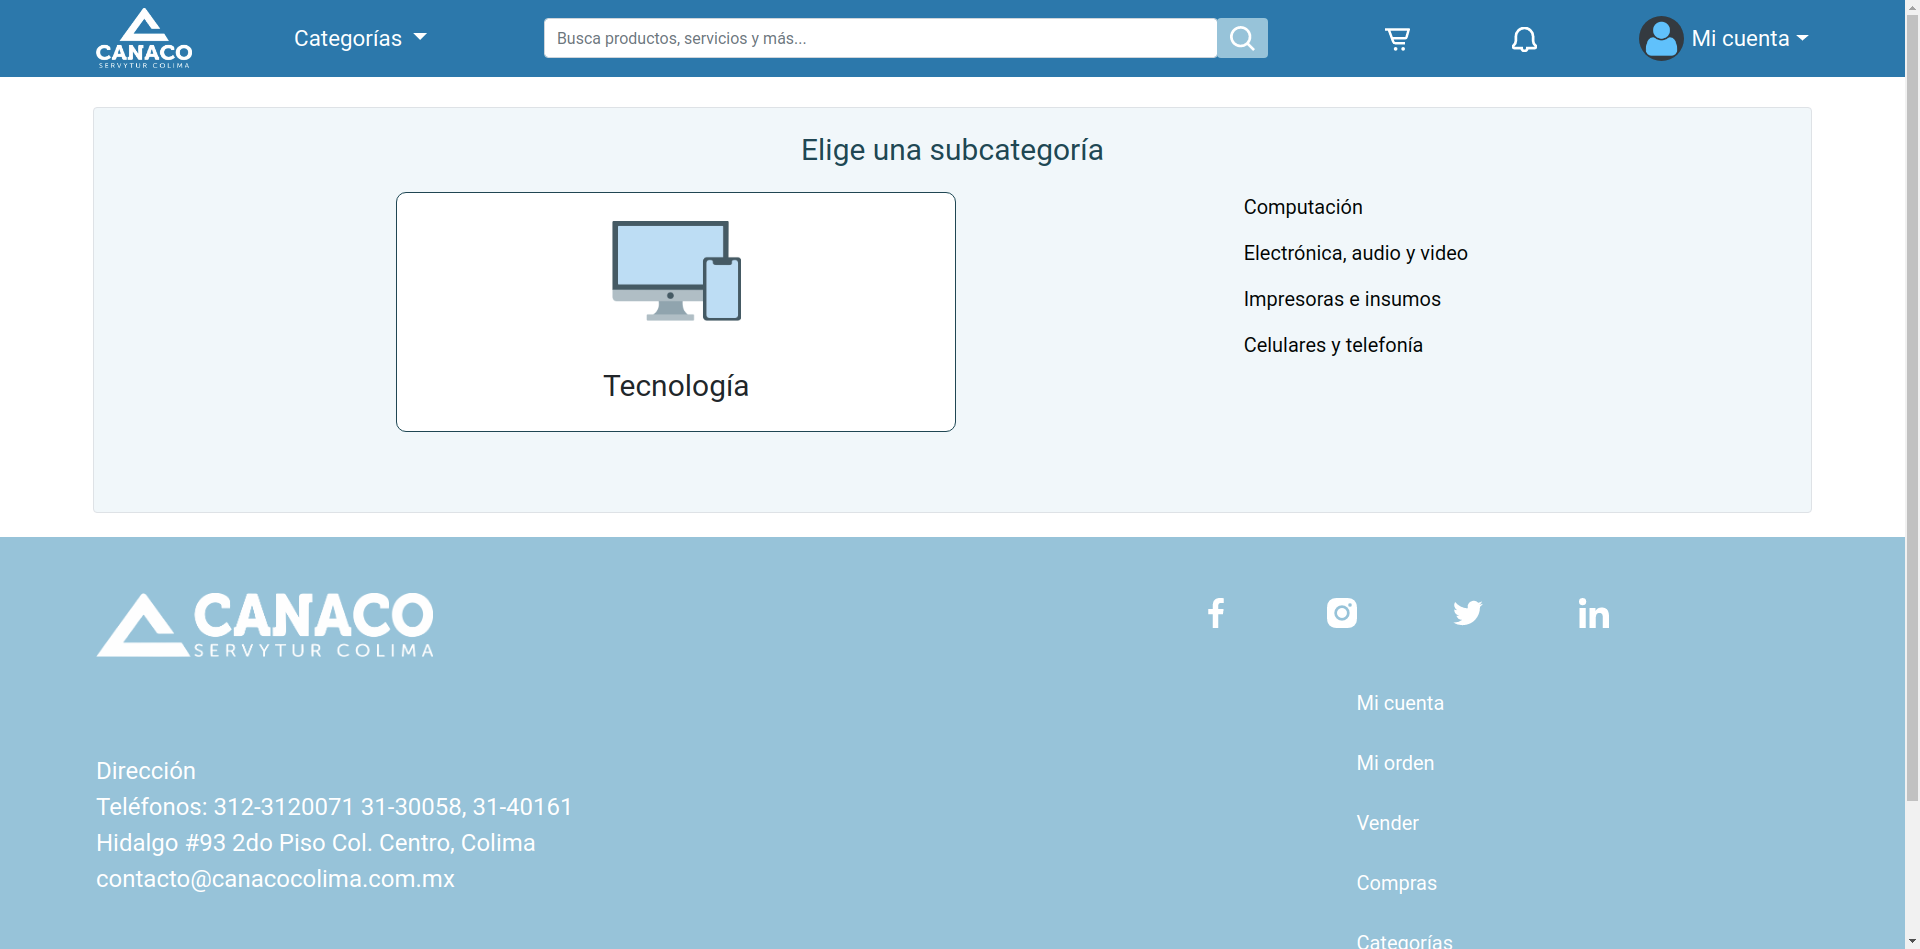 CANACO
SERVYTUR COLIMA
Categorías
Busca productos, servicios y más...
Mi cuenta
Elige una subcategoría
Tecnología
Computación
Electrónica, audio y video
Impresoras e insumos
Celulares y telefonía
CANACO
SERVYTUR COLIMA
Dirección
Teléfonos: 312-3120071 31-30058, 31-40161
Hidalgo #93 2do Piso Col. Centro, Colima
contacto@canacocolima.com.mx
Mi cuenta
Mi orden
Vender
Compras
Categorías